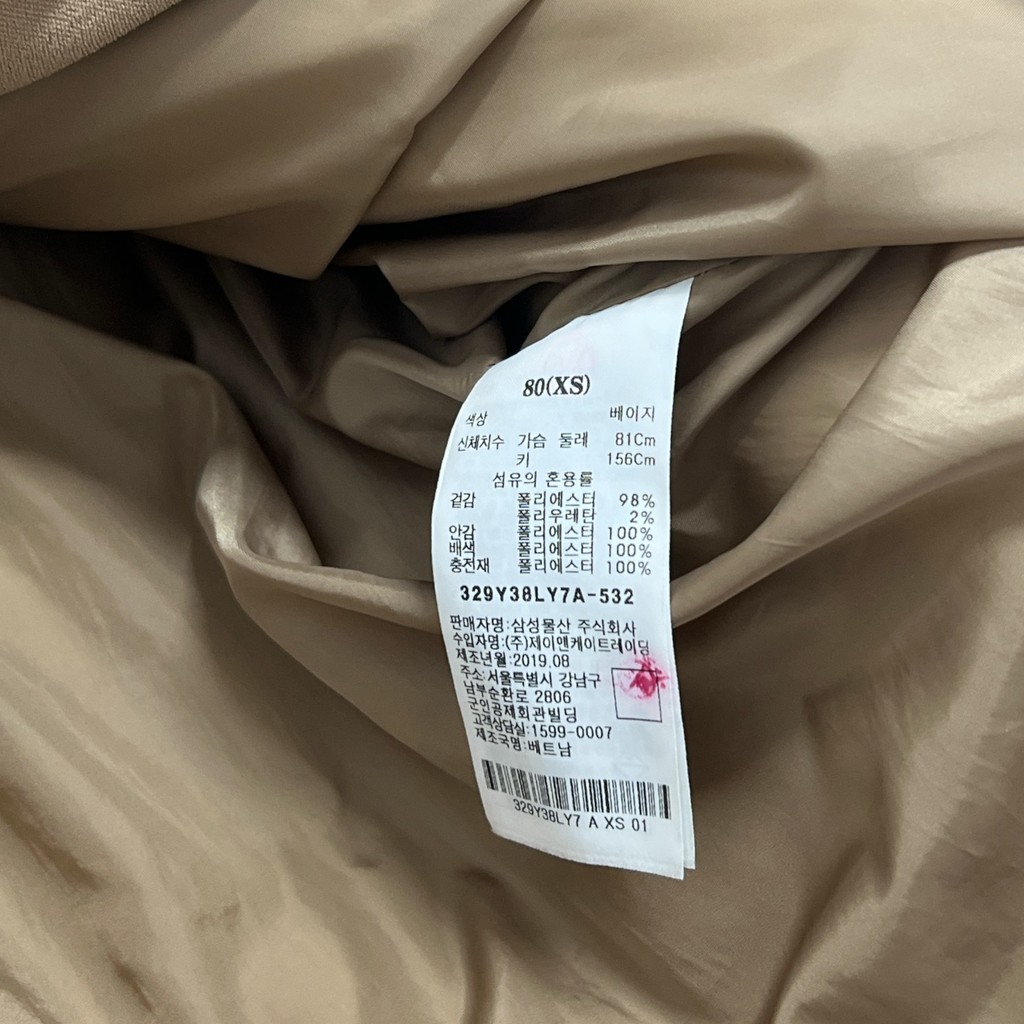 80(XS)
색상 베이지
신체치수 가슴 둘레 81Cm
키 156Cm
섬유의 혼용률
겉감 폴리에스터 98%
폴리우레탄 2%
안감 폴리에스터 100%
배색 폴리에스터 100%
충전재 폴리에스터 100%
329Y38LY7A-532
판매자명:삼성물산 주식회사
수입자명:(주)제이앤케이트레이딩
제조년월:2019.08
주소:서울특별시 강남구
남부순환로 2806
군인공제회관빌딩
고객상담실:1599-0007
제조국명:베트남
329Y38LY7 A XS 01